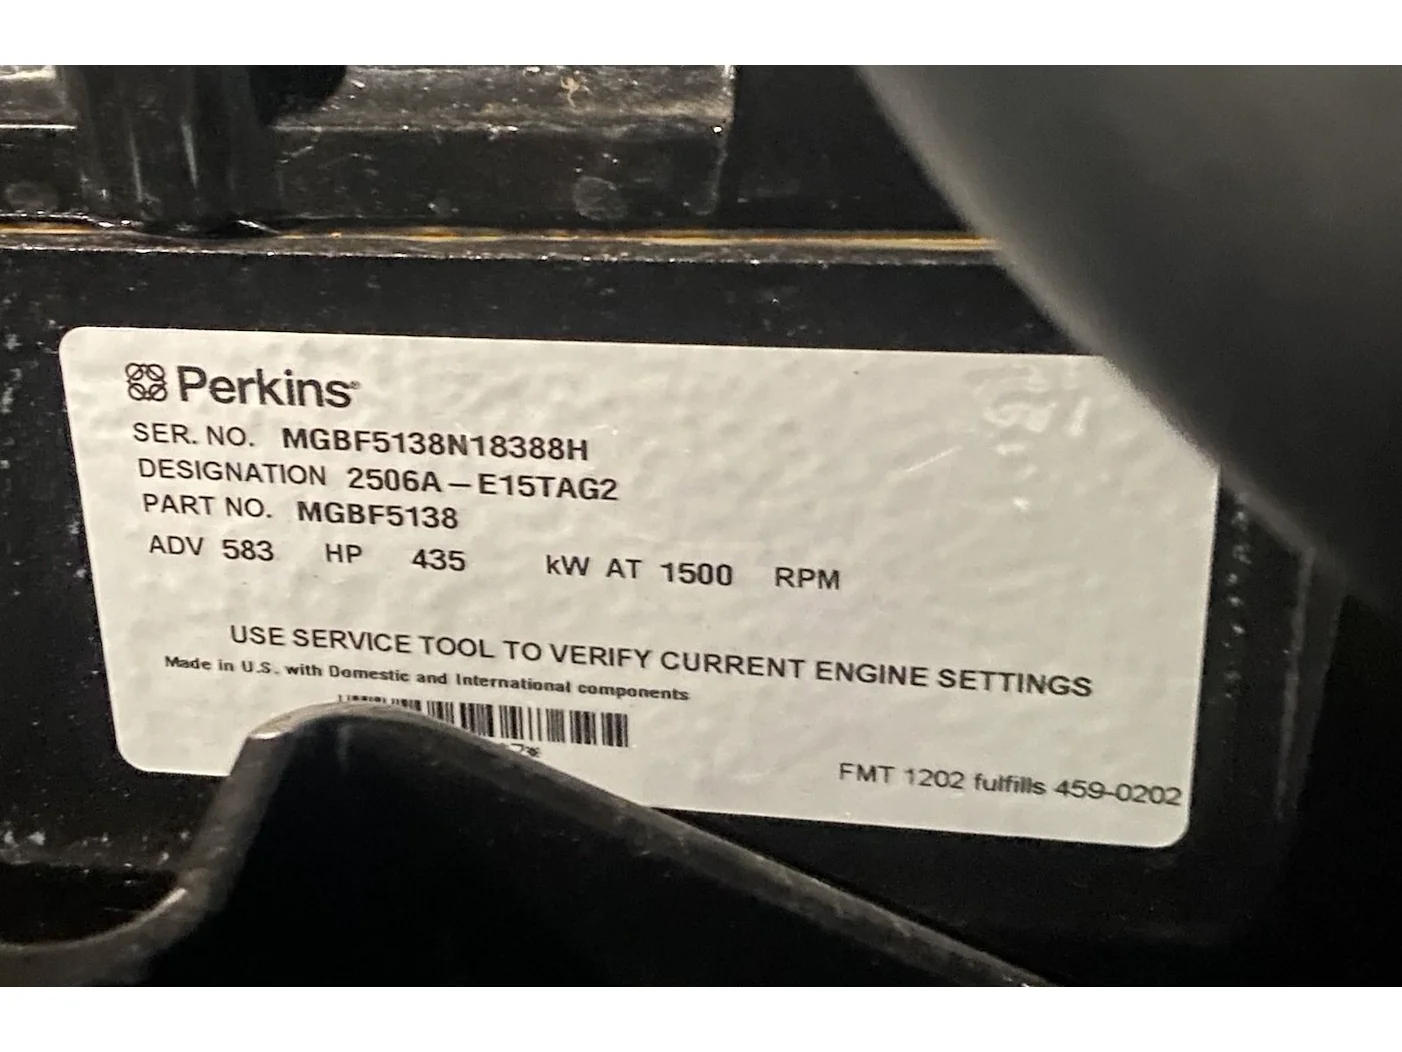 Perkins®
SER. NO. MGBF5138N18388H
DESIGNATION 2506A – E15TAG2
PART NO. MGBF5138
ADV 583 HP 435 kW AT 1500 RPM
USE SERVICE TOOL TO VERIFY CURRENT ENGINE SETTINGS
Made in U.S. with Domestic and International components
FMT 1202 fulfills 459-0202